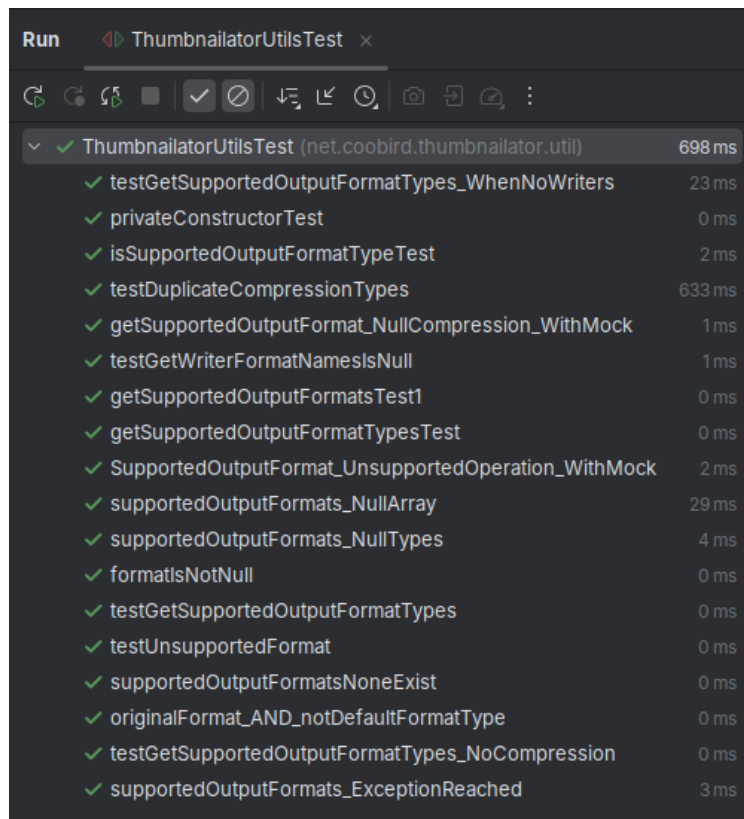 Run ThumbnailatorUtilsTest ×
ThumbnailatorUtilsTest (net.coobird.thumbnailator.util) 698 ms
testGetSupportedOutputFormatTypes_WhenNoWriters 23 ms
privateConstructorTest 0 ms
isSupportedOutputFormatTypeTest 2 ms
testDuplicateCompressionTypes 633 ms
getSupportedOutputFormat_NullCompression_WithMock 1 ms
testGetWriterFormatNamesIsNull 1 ms
getSupportedOutputFormatsTest1 0 ms
getSupportedOutputFormatTypesTest 0 ms
SupportedOutputFormat_UnsupportedOperation_WithMock 2 ms
supportedOutputFormats_NullArray 29 ms
supportedOutputFormats_NullTypes 4 ms
formatIsNotNull 0 ms
testGetSupportedOutputFormatTypes 0 ms
testUnsupportedFormat 0 ms
supportedOutputFormatsNoneExist 0 ms
originalFormat_AND_notDefaultFormatType 0 ms
testGetSupportedOutputFormatTypes_NoCompression 0 ms
supportedOutputFormats_ExceptionReached 3 ms